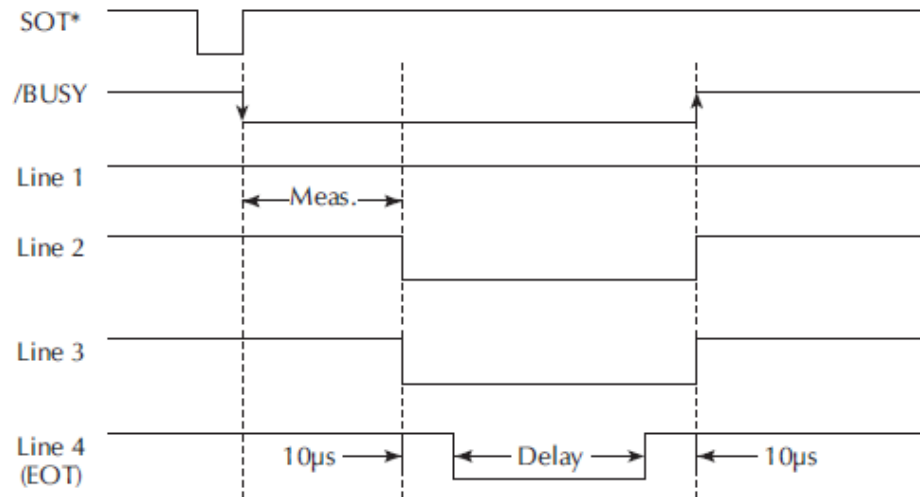 SOT*
/BUSY
Line 1
Meas.
Line 2
Line 3
Line 4
(EOT)
10µs
Delay
10µs